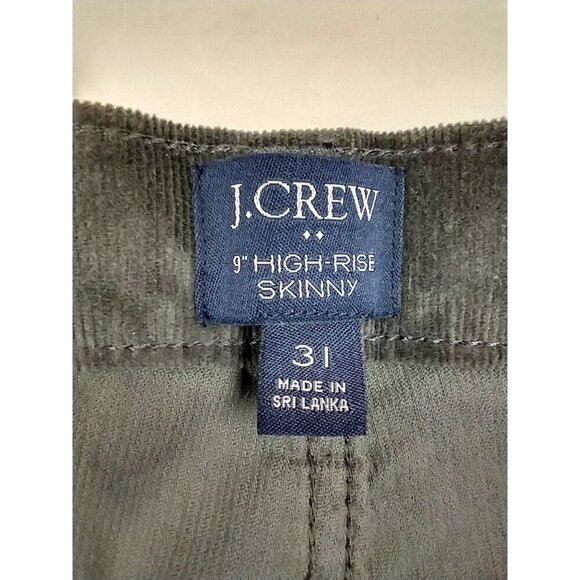 J.CREW
9" HIGH-RISE
SKINNY
31
MADE IN
SRI LANKA